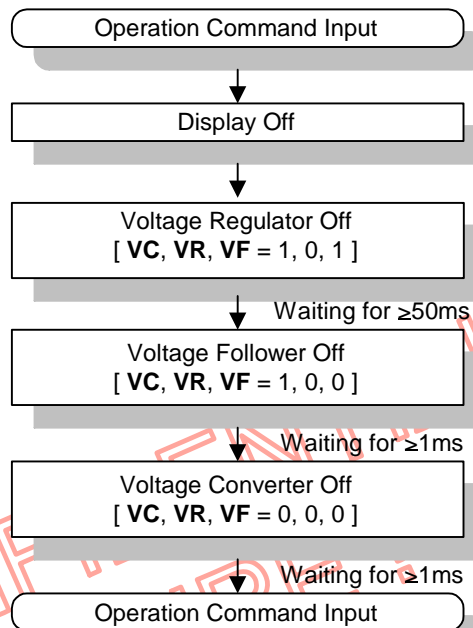 Operation Command Input
Display Off
Voltage Regulator Off
[ VC, VR, VF = 1, 0, 1 ]
Waiting for ≥50ms
Voltage Follower Off
[ VC, VR, VF = 1, 0, 0 ]
Waiting for ≥1ms
Voltage Converter Off
[ VC, VR, VF = 0, 0, 0 ]
Waiting for ≥1ms
Operation Command Input